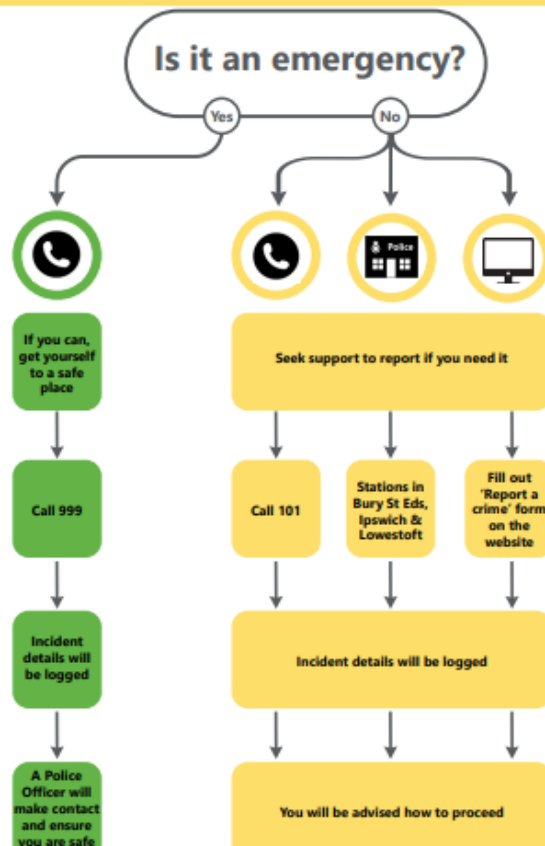 Is it an emergency?
Yes
No
Police
If you can,
get yourself
to a safe
place
Seek support to report if you need it
Call 999
Call 101
Stations in
Bury St Eds,
Ipswich &
Lowestoft
Fill out
'Report a
crime' form
on the
website
Incident
details will
be logged
Incident details will be logged
A Police
Officer will
make contact
and ensure
you are safe
You will be advised how to proceed